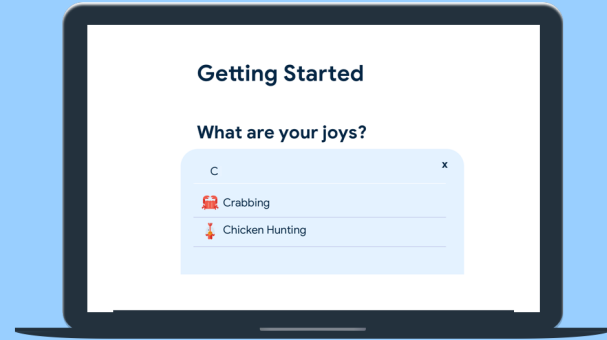 Getting Started
What are your joys?
C
x
Crabbing
Chicken Hunting